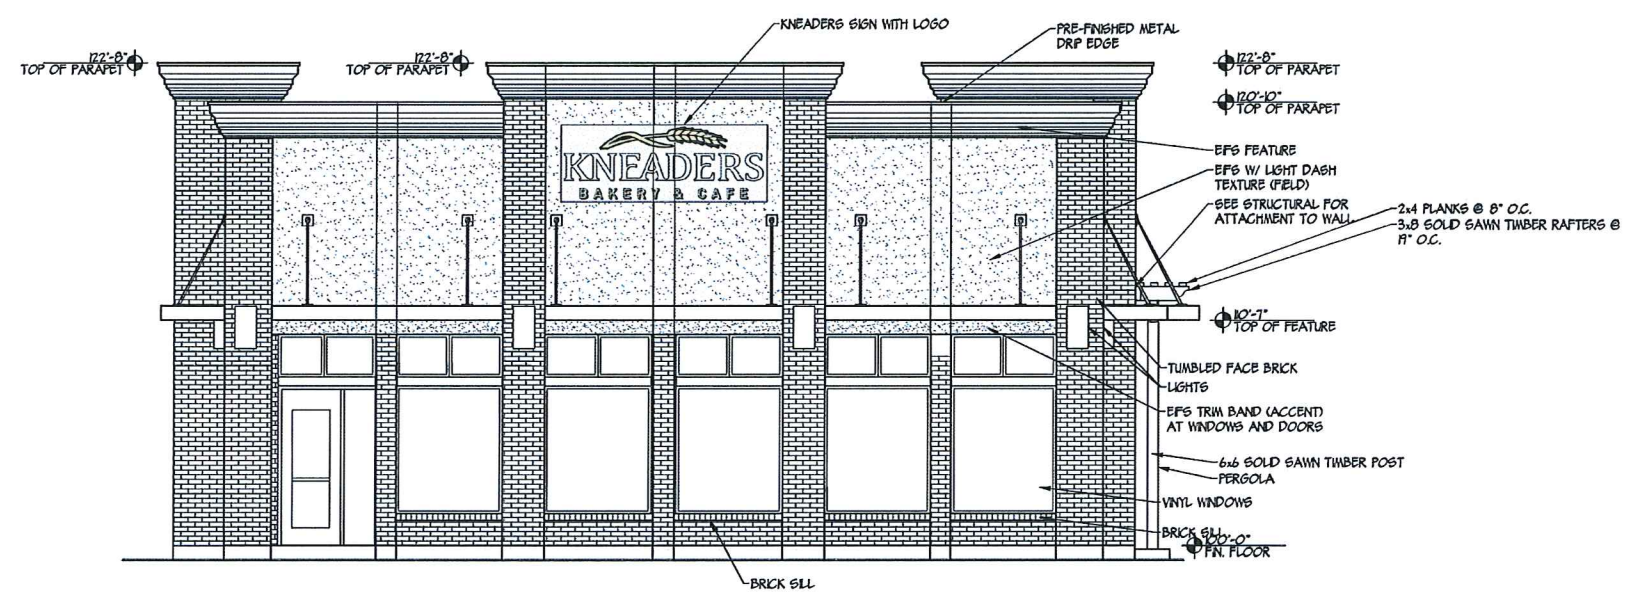 KNEADERS SIGN WITH LOGO
PRE-FINISHED METAL
DRIP EDGE
122'-8"
TOP OF PARAPET
122'-8"
TOP OF PARAPET
122'-8"
TOP OF PARAPET
120'-10"
TOP OF PARAPET
KNEADERS
BAKERY & CAFE
EIFS FEATURE
EIFS W/ LIGHT DASH
TEXTURE (FIELD)
SEE STRUCTURAL FOR
ATTACHMENT TO WALL
2x4 PLANKS @ 8" O.C.
3x8 SOLID SAWN TIMBER RAFTERS @
19" O.C.
110'-7"
TOP OF FEATURE
TUMBLED FACE BRICK
LIGHTS
EIFS TRIM BAND (ACCENT)
AT WINDOWS AND DOORS
6x6 SOLID SAWN TIMBER POST
PERGOLA
VINYL WINDOWS
BRICK SILL
100'-0"
FIN. FLOOR
BRICK SILL